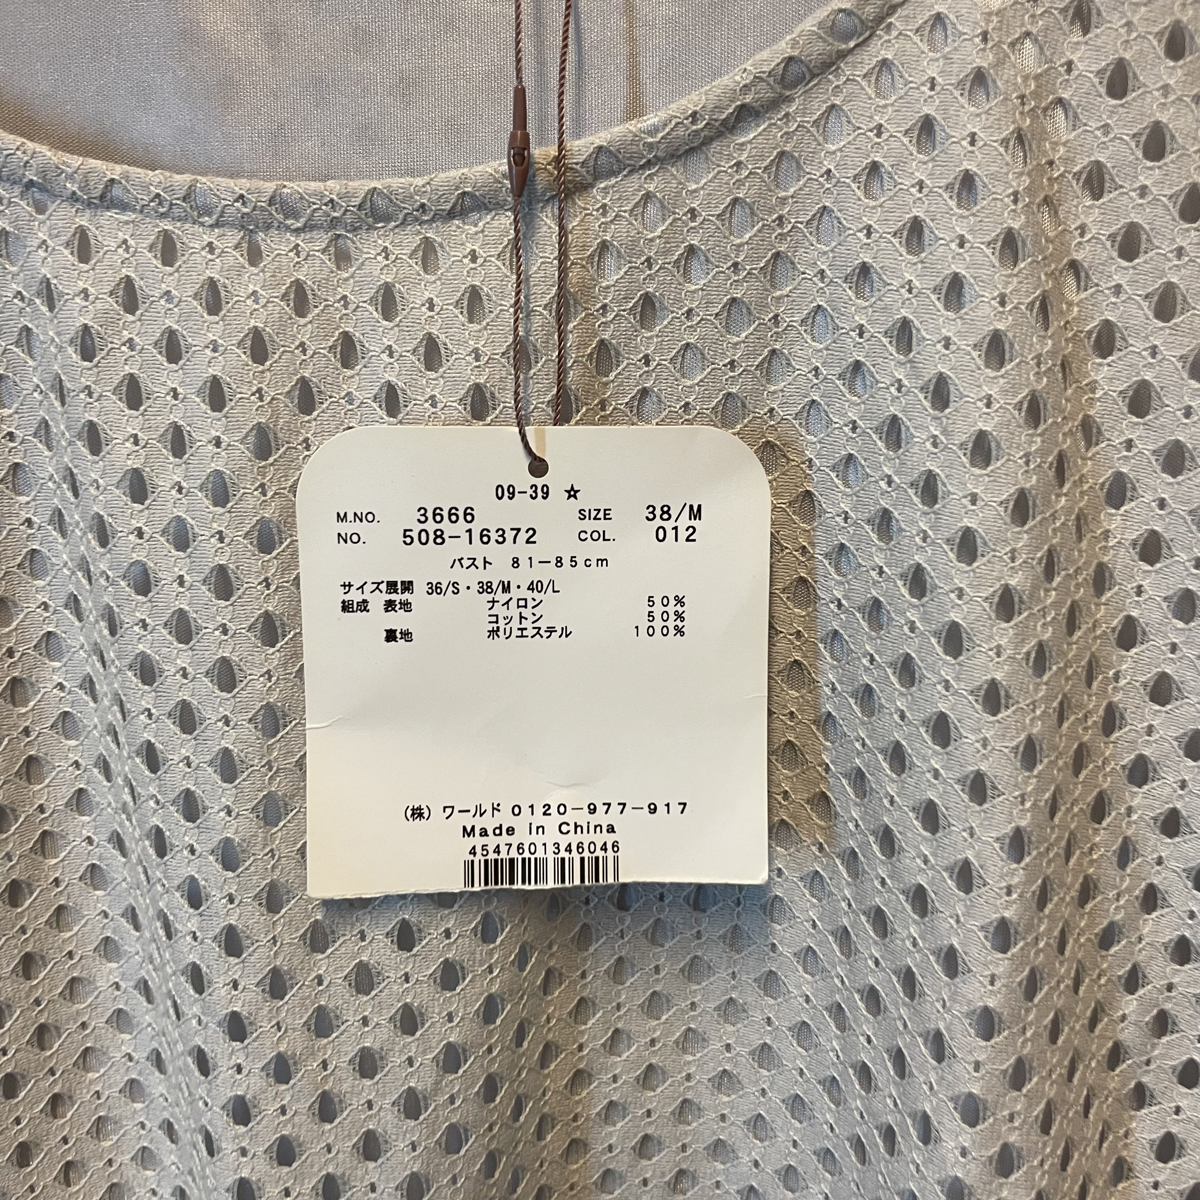 09-39 ☆
M.NO. 3666 SIZE 38/M
NO. 508-16372 COL. 012
バスト 81-85cm
サイズ展開 36/S・38/M・40/L
組成 表地 ナイロン 50%
コットン 50%
裏地 ポリエステル 100%
(株)ワールド 0120-977-917
Made in China
4547601346046